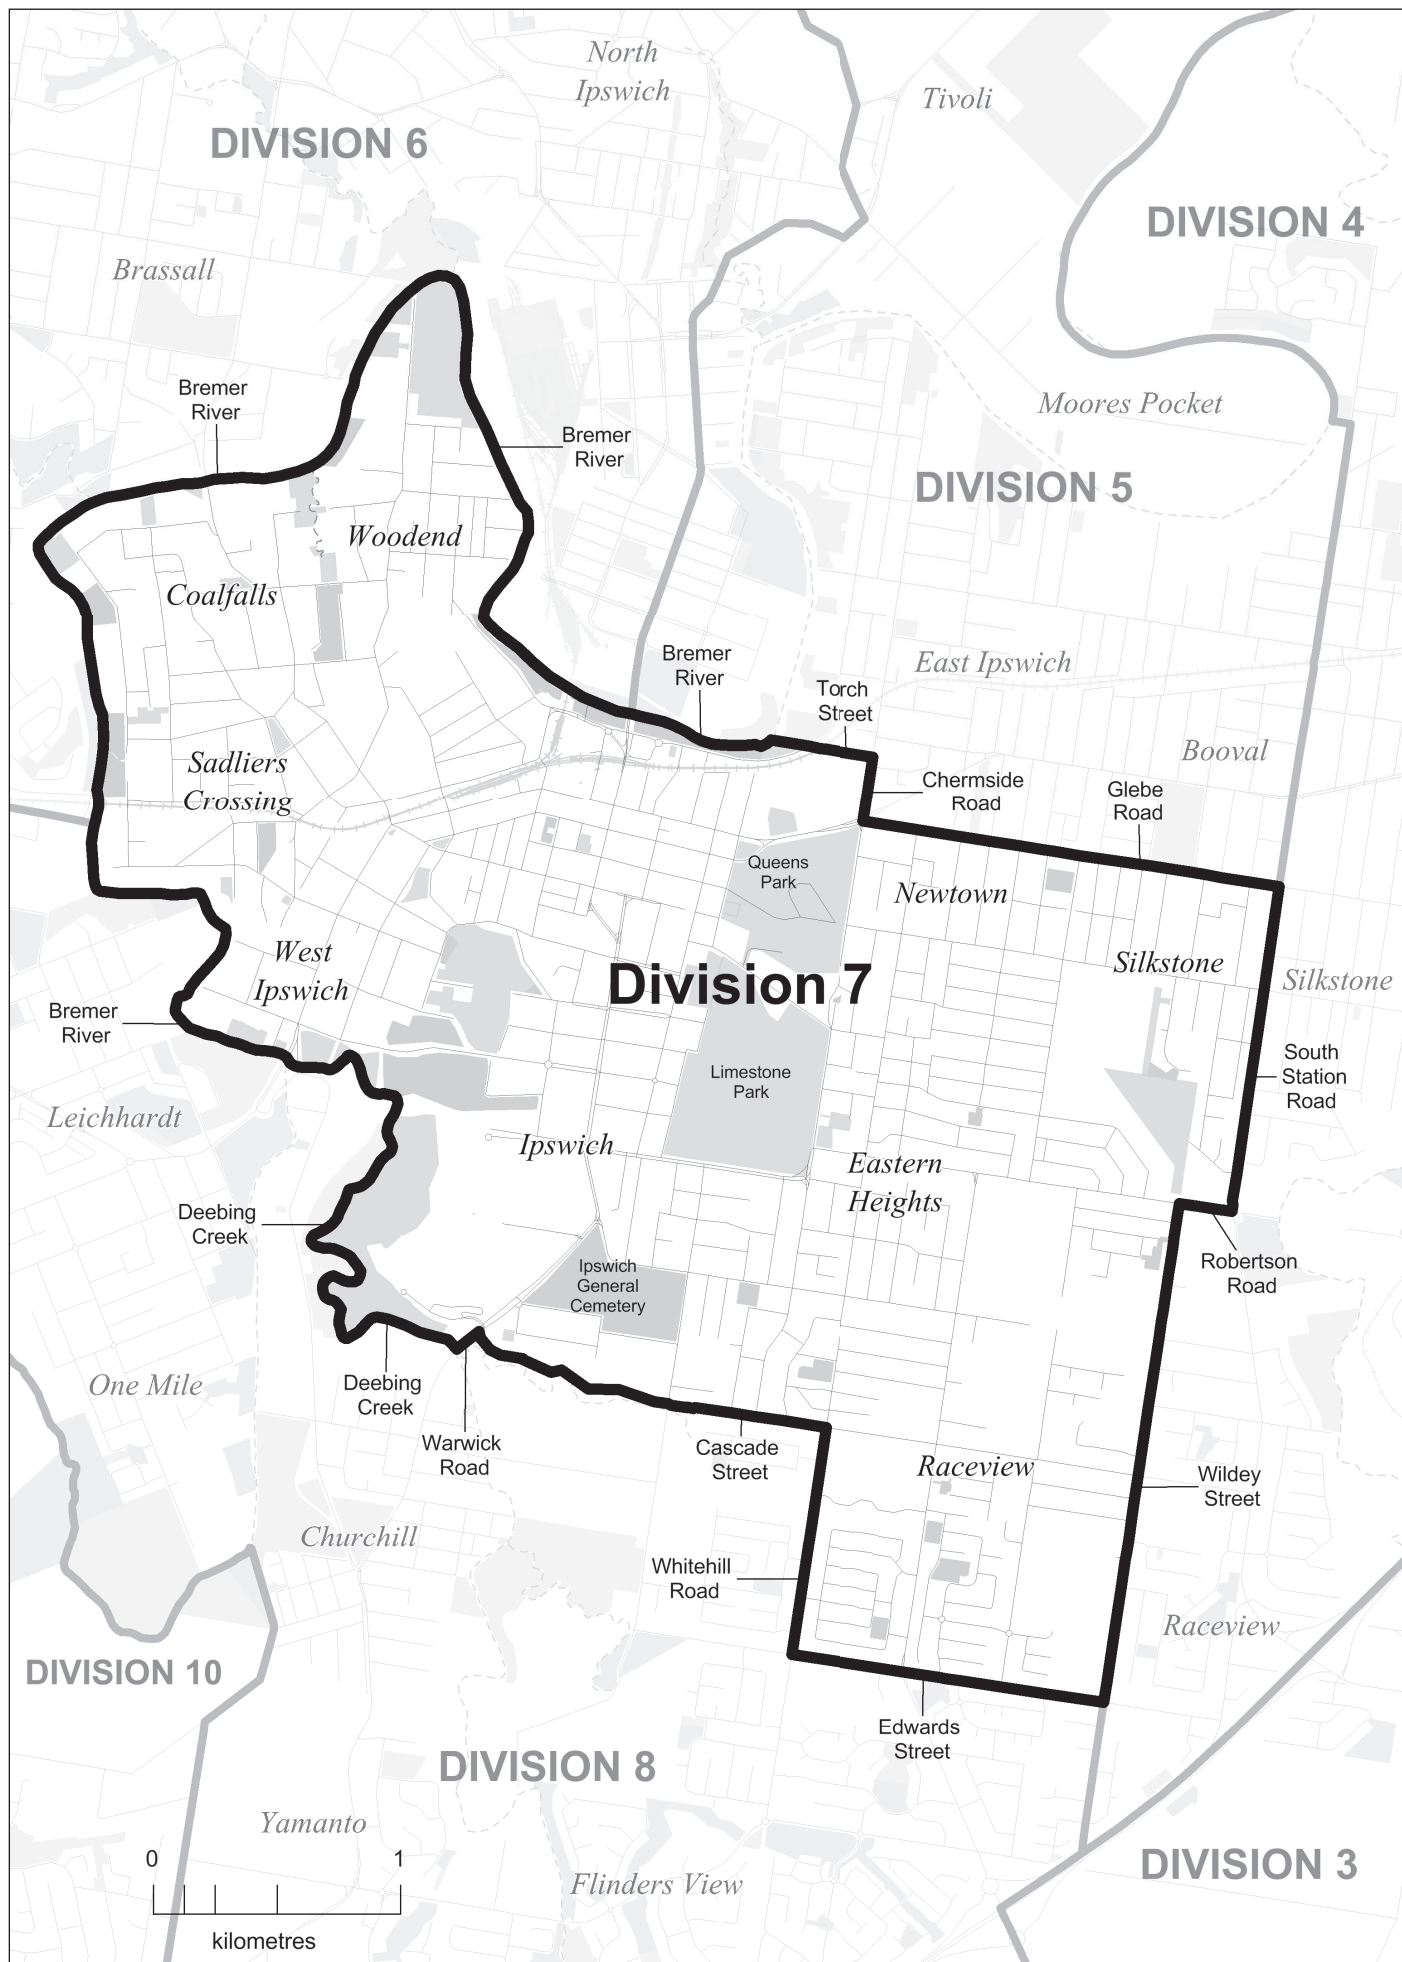 North
Ipswich
Tivoli
DIVISION 6
DIVISION 4
Brassall
Bremer
River
Moores Pocket
Bremer
River
DIVISION 5
Woodend
Coalfalls
Bremer
River
East Ipswich
Torch
Street
Sadliers
Crossing
Booval
Chermside
Road
Glebe
Road
Queens
Park
Newtown
West
Ipswich
Division 7
Silkstone
Silkstone
Bremer
River
Limestone
Park
South
Station
Road
Leichhardt
Ipswich
Eastern
Heights
Deebing
Creek
Ipswich
General
Cemetery
Robertson
Road
One Mile
Deebing
Creek
Warwick
Road
Cascade
Street
Raceview
Wildey
Street
Churchill
Whitehill
Road
Raceview
DIVISION 10
Edwards
Street
DIVISION 8
Yamanto
DIVISION 3
Flinders View
0 1
kilometres